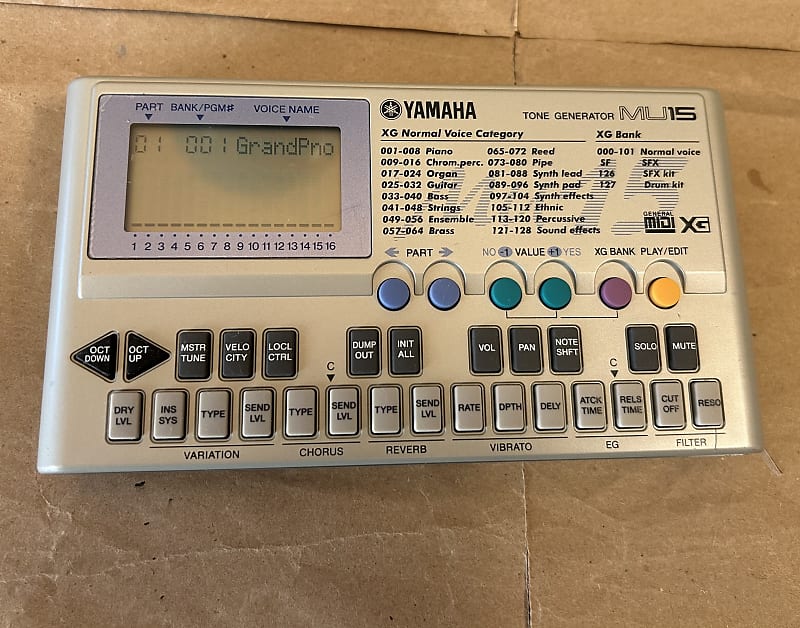 PART BANK/PGM# VOICE NAME
01 001 GrandPno
1 2 3 4 5 6 7 8 9 10 11 12 13 14 15 16
YAMAHA
TONE GENERATOR MU15
XG Normal Voice Category
001-008 Piano
009-016 Chrom.perc.
017-024 Organ
025-032 Guitar
033-040 Bass
041-048 Strings
049-056 Ensemble
057-064 Brass
065-072 Reed
073-080 Pipe
081-088 Synth lead
089-096 Synth pad
097-104 Synth effects
105-112 Ethnic
113-120 Percussive
121-128 Sound effects
XG Bank
000-101 Normal voice
SF SFX
126 SFX kit
127 Drum kit
GENERAL MIDI XG
PART NO -1 VALUE +1 YES XG BANK PLAY/EDIT
OCT DOWN
OCT UP
MSTR TUNE
VELO CITY
LOCL CTRL
DUMP OUT
INIT ALL
VOL
PAN
NOTE SHFT
SOLO
MUTE
C
C
DRY LVL
INS SYS
TYPE
SEND LVL
TYPE
SEND LVL
TYPE
SEND LVL
RATE
DPTH
DELY
ATCK TIME
RELS TIME
CUT OFF
RESO
VARIATION CHORUS REVERB VIBRATO EG FILTER